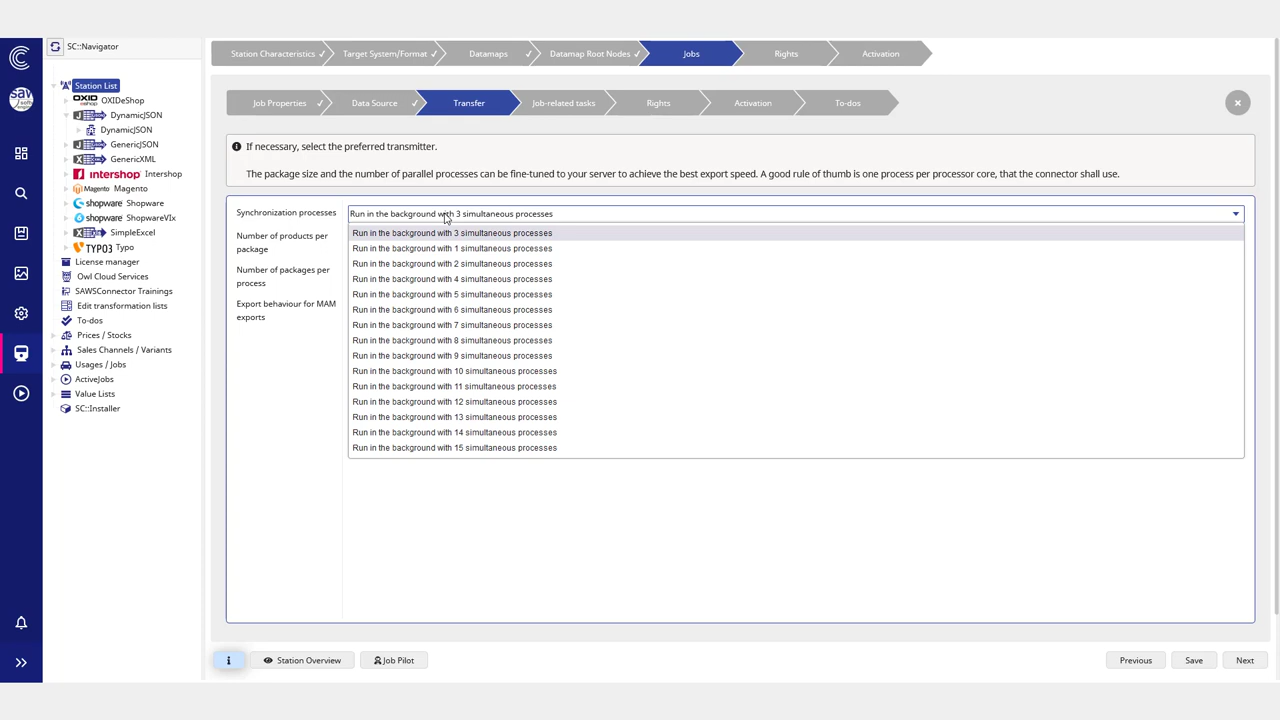 SC::Navigator
Station List
OXIDeShop
DynamicJSON
DynamicJSON
GenericJSON
GenericXML
Intershop
Magento
Shopware
ShopwareVIx
SimpleExcel
Typo
License manager
Owl Cloud Services
SAWSConnector Transfers
Edit transformation lists
To-dos
Prices / Stocks
Sales Channels / Variants
Usages / Jobs
ActiveJobs
Value Lists
SC::Installer
Station Characteristics
Target System/Format
Datamaps
Datamap Root Nodes
Jobs
Rights
Activation
Job Properties
Data Source
Transfer
Job-related tasks
Rights
Activation
To-dos
If necessary, select the preferred transmitter.
The package size and the number of parallel processes can be fine-tuned to your server to achieve the best export speed. A good rule of thumb is one process per processor core, that the connector shall use.
Synchronization processes
Run in the background with 3 simultaneous processes
Number of products per
package
Number of packages per
process
Export behaviour for MAM
exports
Run in the background with 3 simultaneous processes
Run in the background with 1 simultaneous processes
Run in the background with 2 simultaneous processes
Run in the background with 4 simultaneous processes
Run in the background with 5 simultaneous processes
Run in the background with 6 simultaneous processes
Run in the background with 7 simultaneous processes
Run in the background with 8 simultaneous processes
Run in the background with 9 simultaneous processes
Run in the background with 10 simultaneous processes
Run in the background with 11 simultaneous processes
Run in the background with 12 simultaneous processes
Run in the background with 13 simultaneous processes
Run in the background with 14 simultaneous processes
Run in the background with 15 simultaneous processes
Station Overview
Job Pilot
Previous
Save
Next